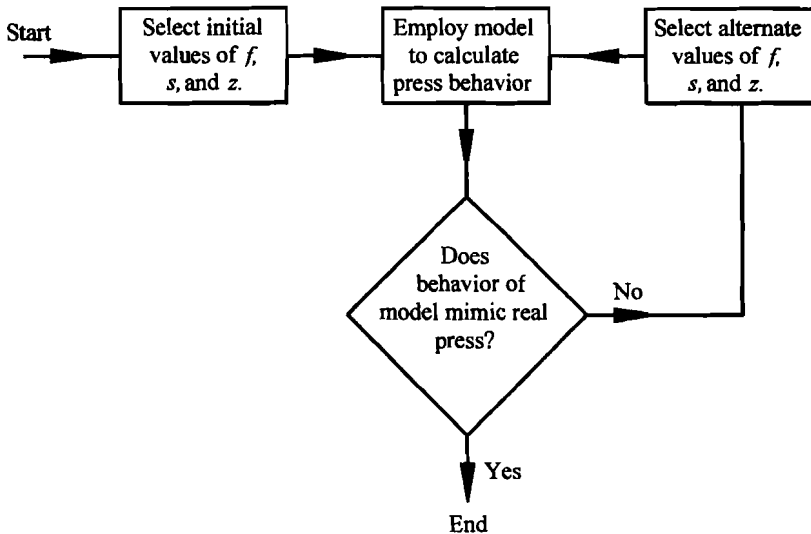 Start
Select initial
values of f,
s, and z.
Employ model
to calculate
press behavior
Select alternate
values of f,
s, and z.
Does
behavior of
model mimic real
press?
No
Yes
End